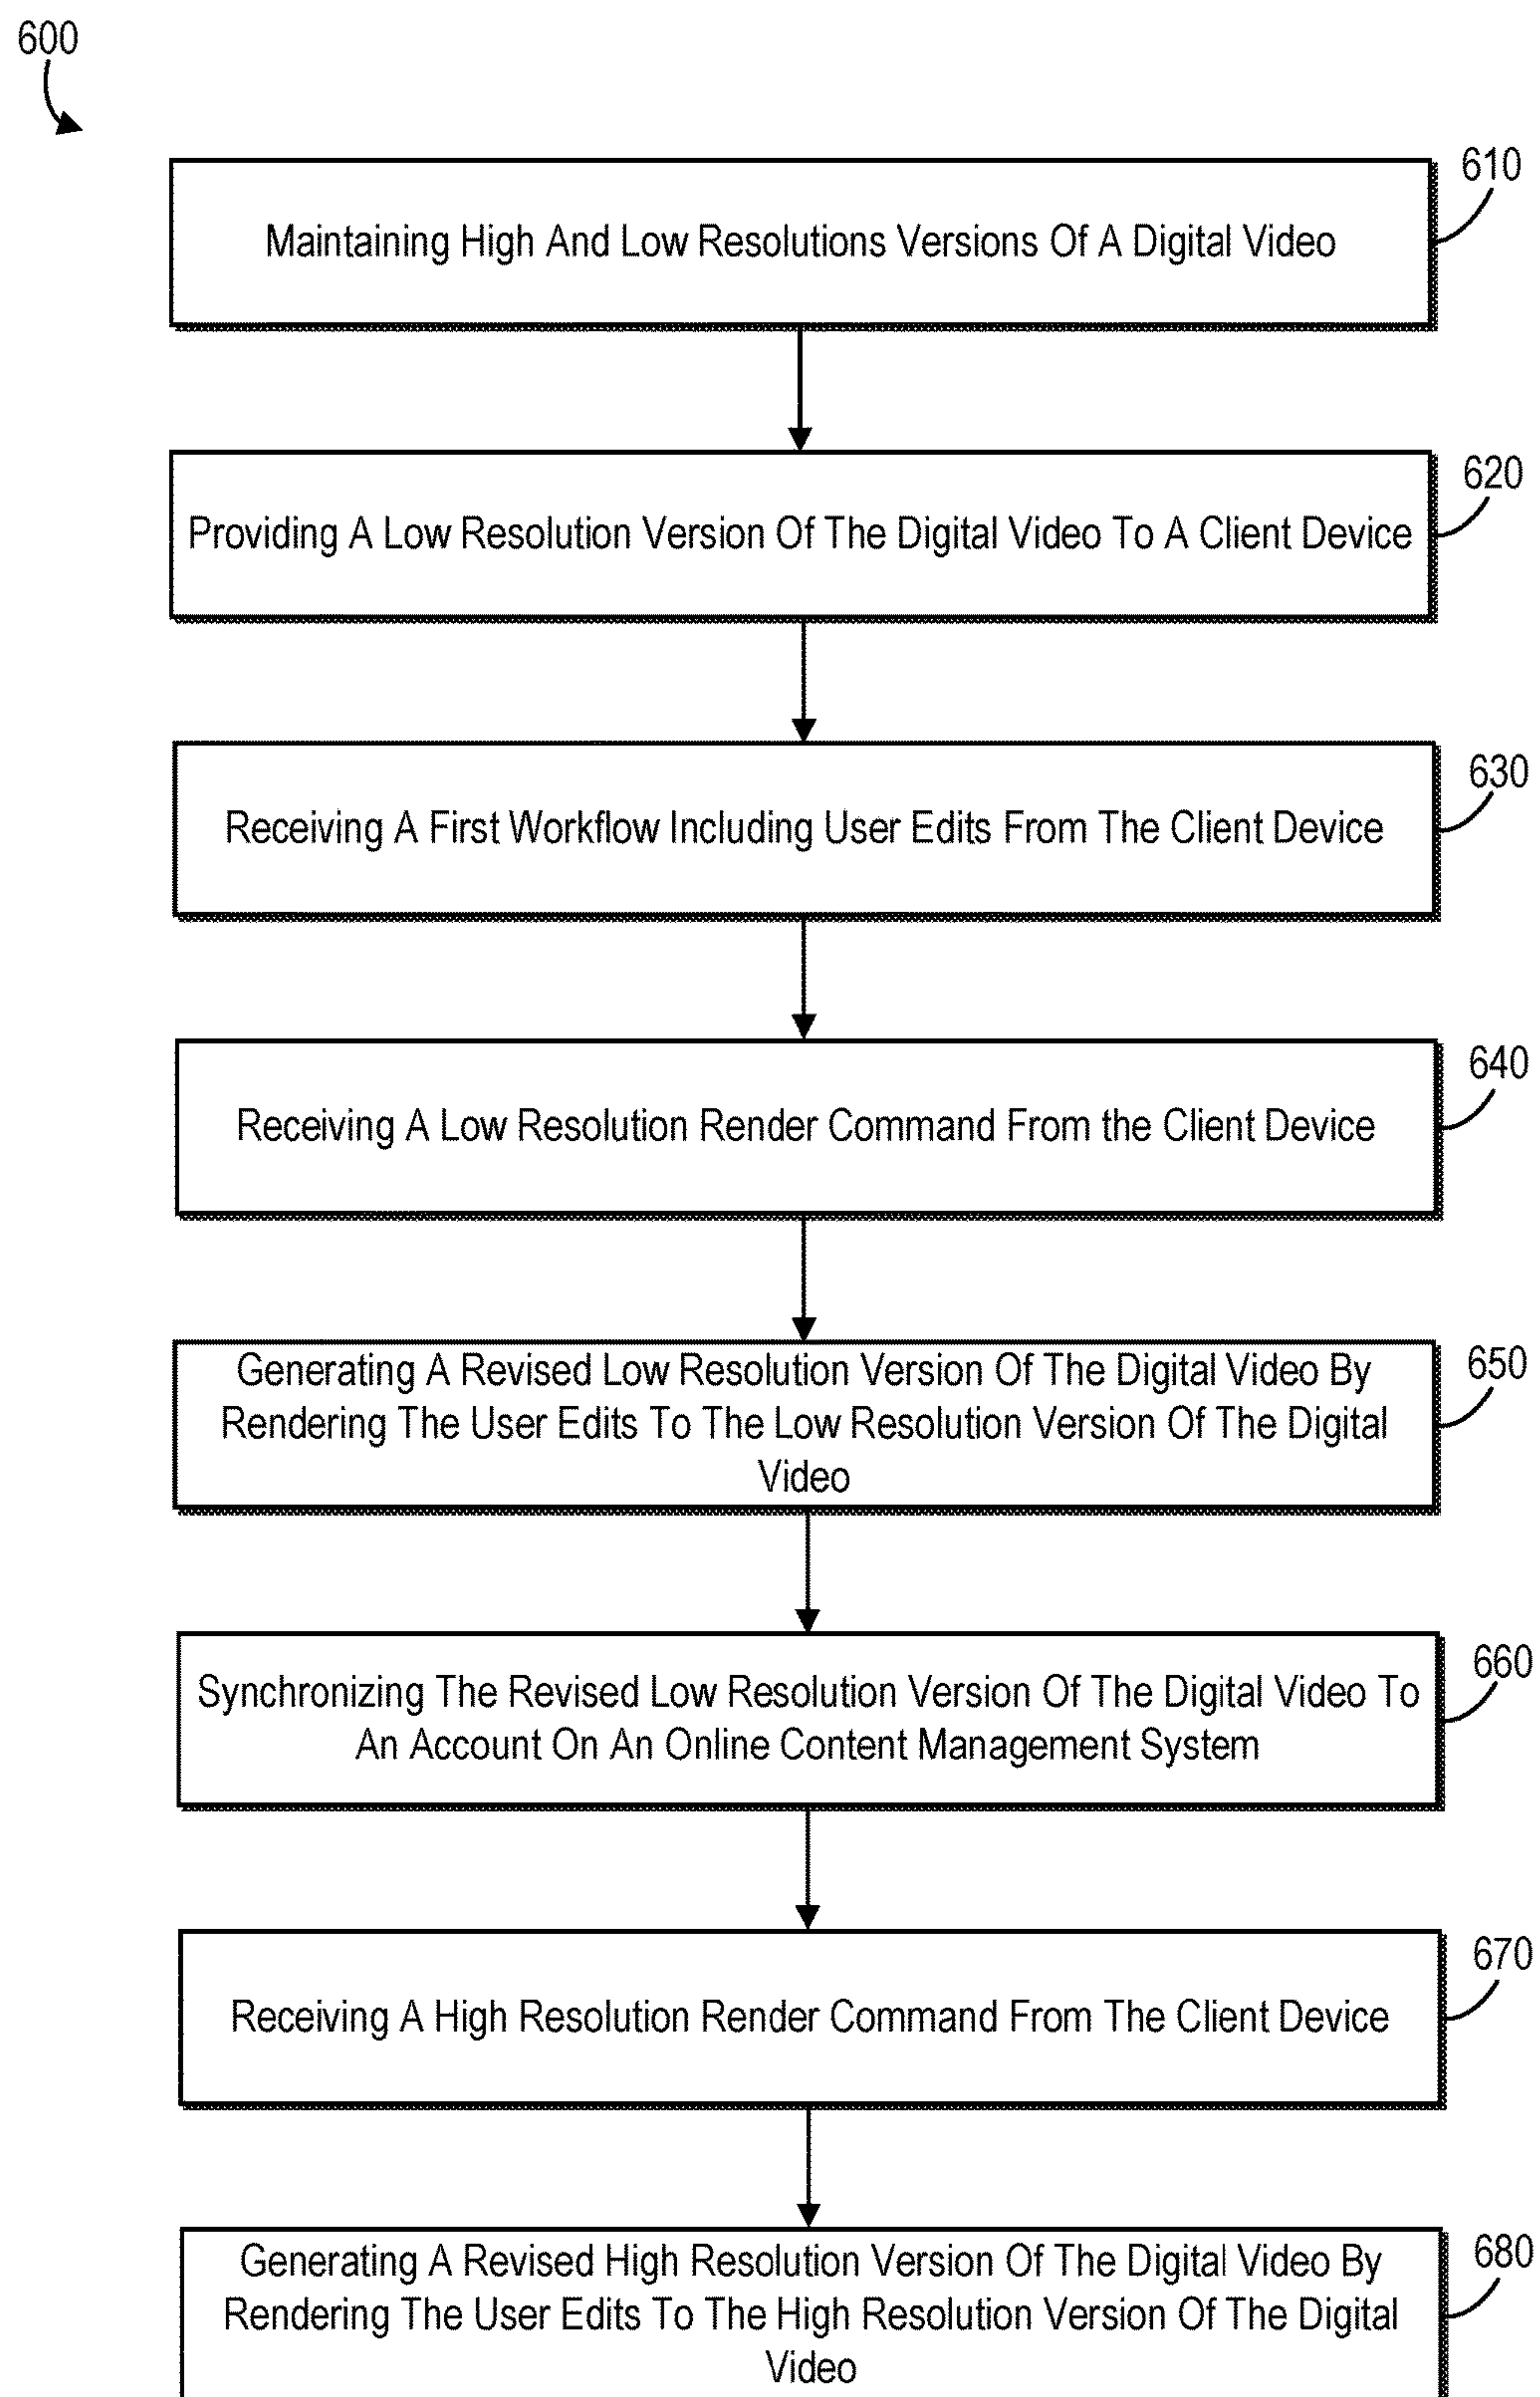 600
610
Maintaining High And Low Resolutions Versions Of A Digital Video
620
Providing A Low Resolution Version Of The Digital Video To A Client Device
630
Receiving A First Workflow Including User Edits From The Client Device
640
Receiving A Low Resolution Render Command From the Client Device
650
Generating A Revised Low Resolution Version Of The Digital Video By
Rendering The User Edits To The Low Resolution Version Of The Digital
Video
660
Synchronizing The Revised Low Resolution Version Of The Digital Video To
An Account On An Online Content Management System
670
Receiving A High Resolution Render Command From The Client Device
680
Generating A Revised High Resolution Version Of The Digital Video By
Rendering The User Edits To The High Resolution Version Of The Digital
Video